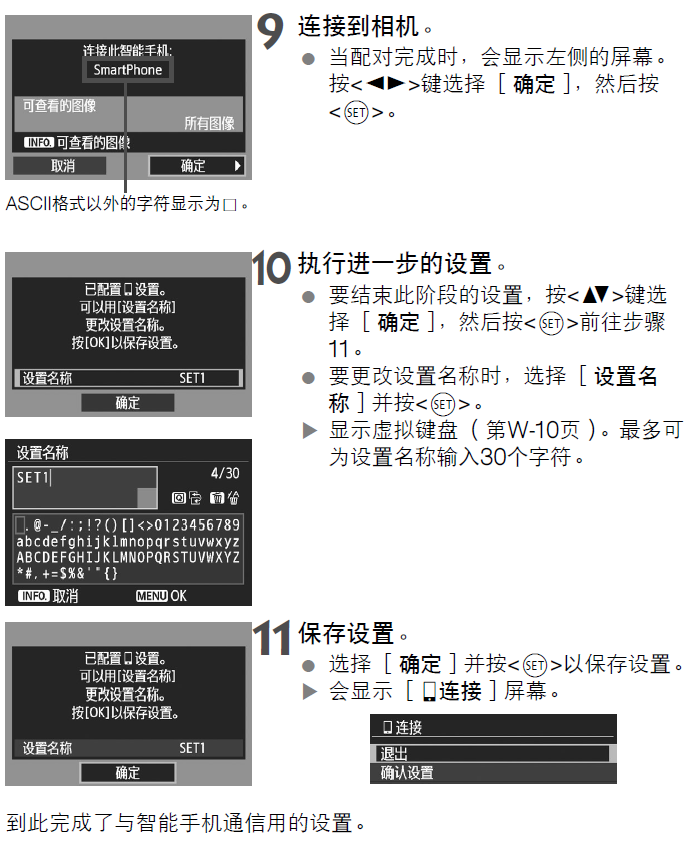 连接此智能手机:
SmartPhone
可查看的图像
所有图像
INFO. 可查看的图像
取消 确定
ASCII格式以外的字符显示为□。
9 连接到相机。
● 当配对完成时，会显示左侧的屏幕。
按<◀▶>键选择［确定］，然后按
<SET>。
已配置▯设置。
可以用[设置名称]
更改设置名称。
按[OK]以保存设置。
设置名称 SET1
确定
10 执行进一步的设置。
● 要结束此阶段的设置，按<▲▼>键选
择［确定］，然后按<SET>前往步骤
11。
● 要更改设置名称时，选择［设置名
称］并按<SET>。
▶ 显示虚拟键盘（第W-10页）。最多可
为设置名称输入30个字符。
设置名称
SET1
4/30
.@-_/:;!?()[]<>0123456789
abcdefghijklmnopqrstuvwxyz
ABCDEFGHIJKLMNOPQRSTUVWXYZ
*#,+=$%&'"{}
INFO. 取消 MENU OK
已配置▯设置。
可以用[设置名称]
更改设置名称。
按[OK]以保存设置。
设置名称 SET1
确定
11 保存设置。
● 选择［确定］并按<SET>以保存设置。
▶ 会显示［▯连接］屏幕。
▯连接
退出
确认设置
到此完成了与智能手机通信用的设置。